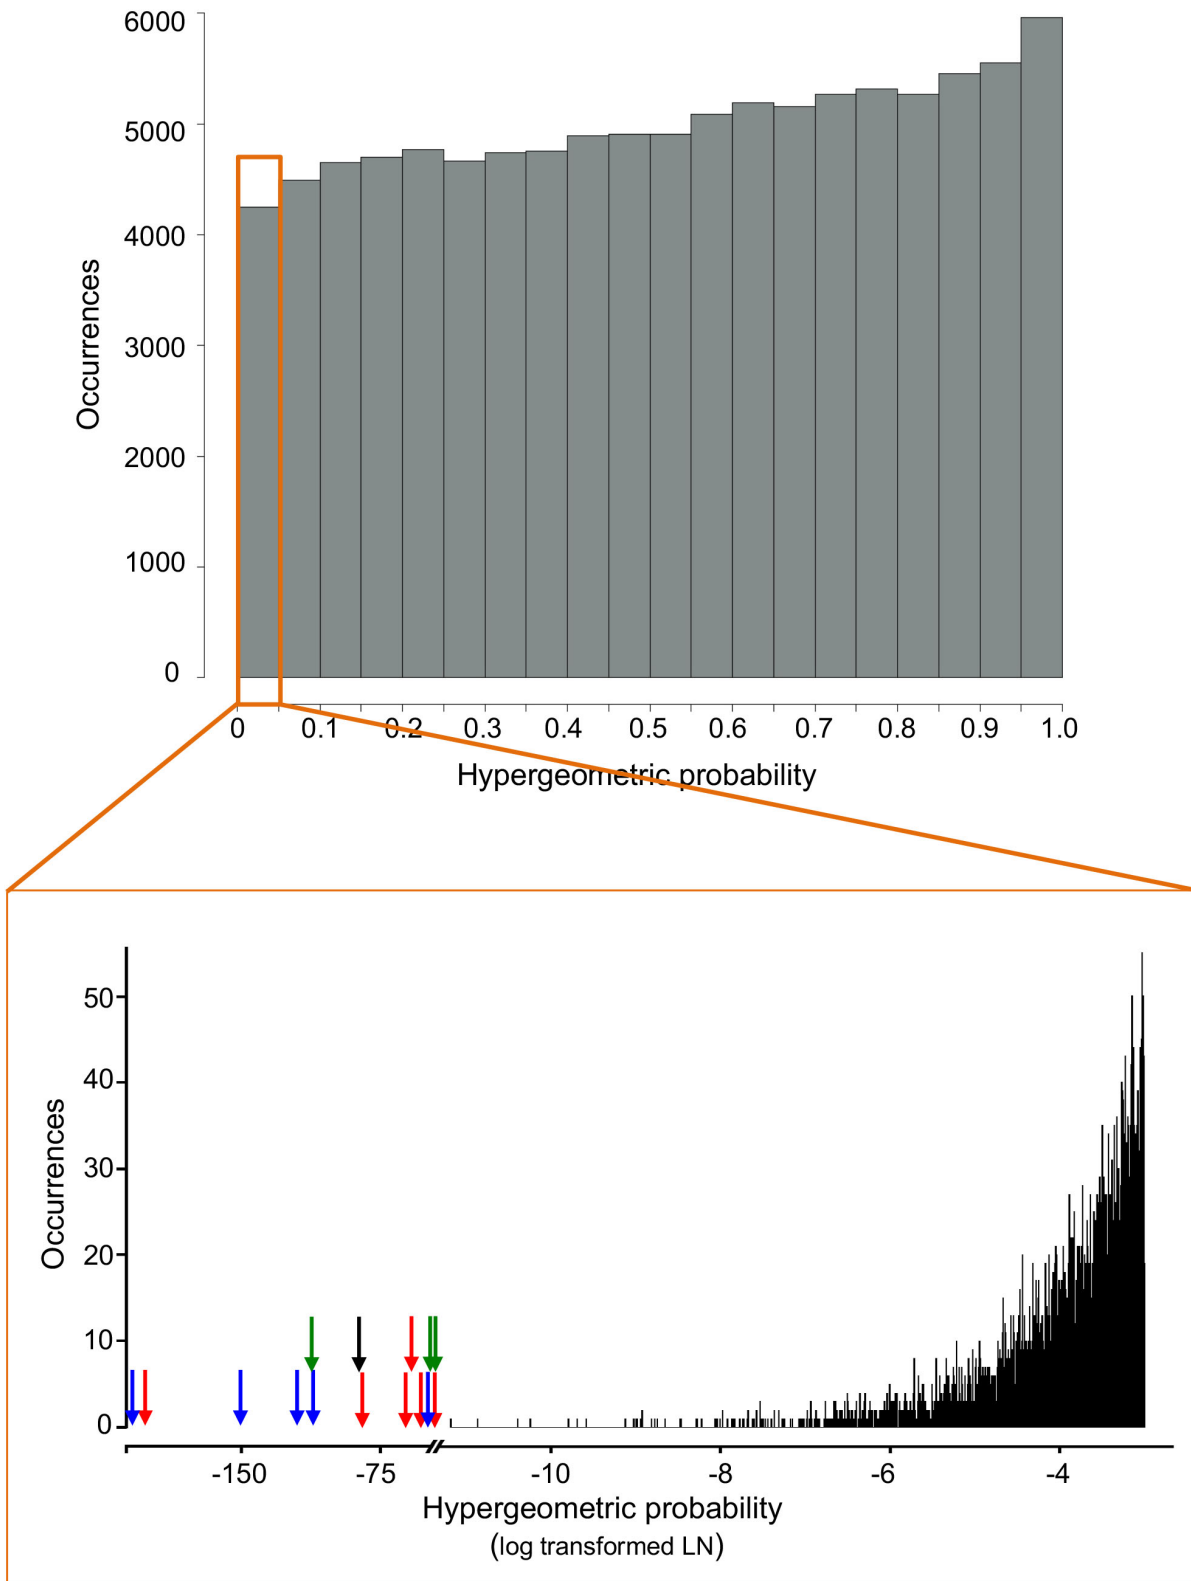 6000
5000
4000
3000
2000
1000
0
Occurrences
0 0.1 0.2 0.3 0.4 0.5 0.6 0.7 0.8 0.9 1.0
Hypergeometric probability
50
40
30
20
10
0
Occurrences
-150 -75 -10 -8 -6 -4
Hypergeometric probability
(log transformed LN)